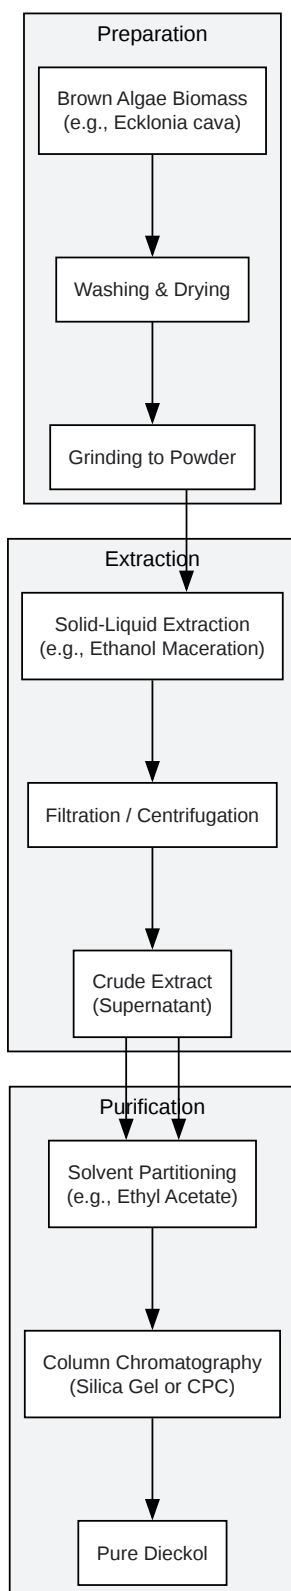 Preparation
Brown Algae Biomass
(e.g., Ecklonia cava)
Washing & Drying
Grinding to Powder
Extraction
Solid-Liquid Extraction
(e.g., Ethanol Maceration)
Filtration / Centrifugation
Crude Extract
(Supernatant)
Purification
Solvent Partitioning
(e.g., Ethyl Acetate)
Column Chromatography
(Silica Gel or CPC)
Pure Dieckol